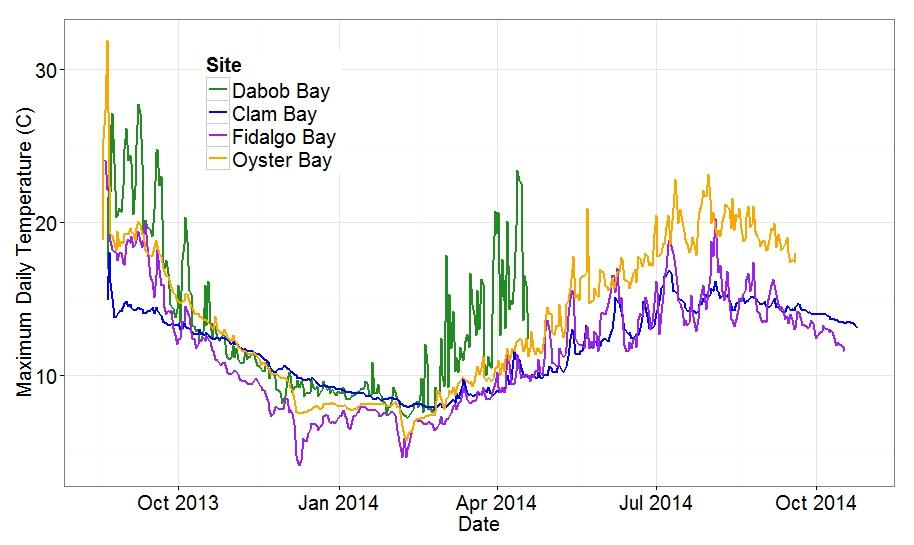 Maximum Daily Temperature (C)
30
20
10
Site
Dabob Bay
Clam Bay
Fidalgo Bay
Oyster Bay
Oct 2013
Jan 2014
Apr 2014
Jul 2014
Oct 2014
Date